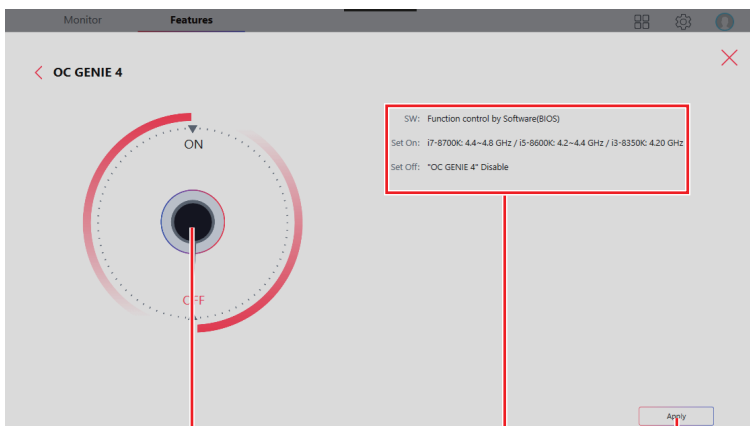 Monitor Features
OC GENIE 4
ON
OFF
SW: Function control by Software(BIOS)
Set On: i7-8700K: 4.4~4.8 GHz / i5-8600K: 4.2~4.4 GHz / i3-8350K: 4.20 GHz
Set Off: "OC GENIE 4" Disable
Apply